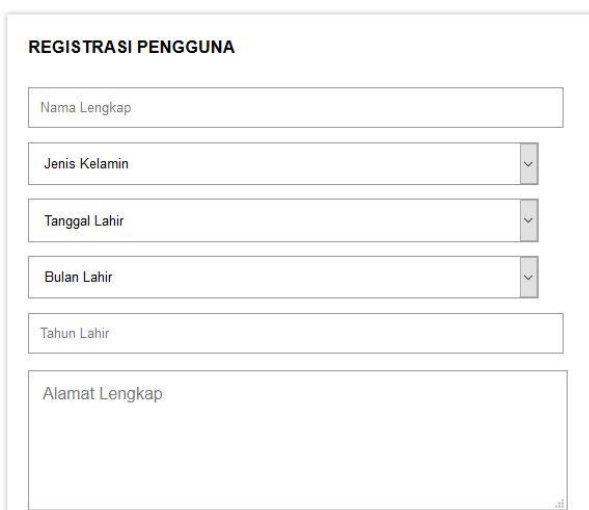 REGISTRASI PENGGUNA
Nama Lengkap
Jenis Kelamin
Tanggal Lahir
Bulan Lahir
Tahun Lahir
Alamat Lengkap